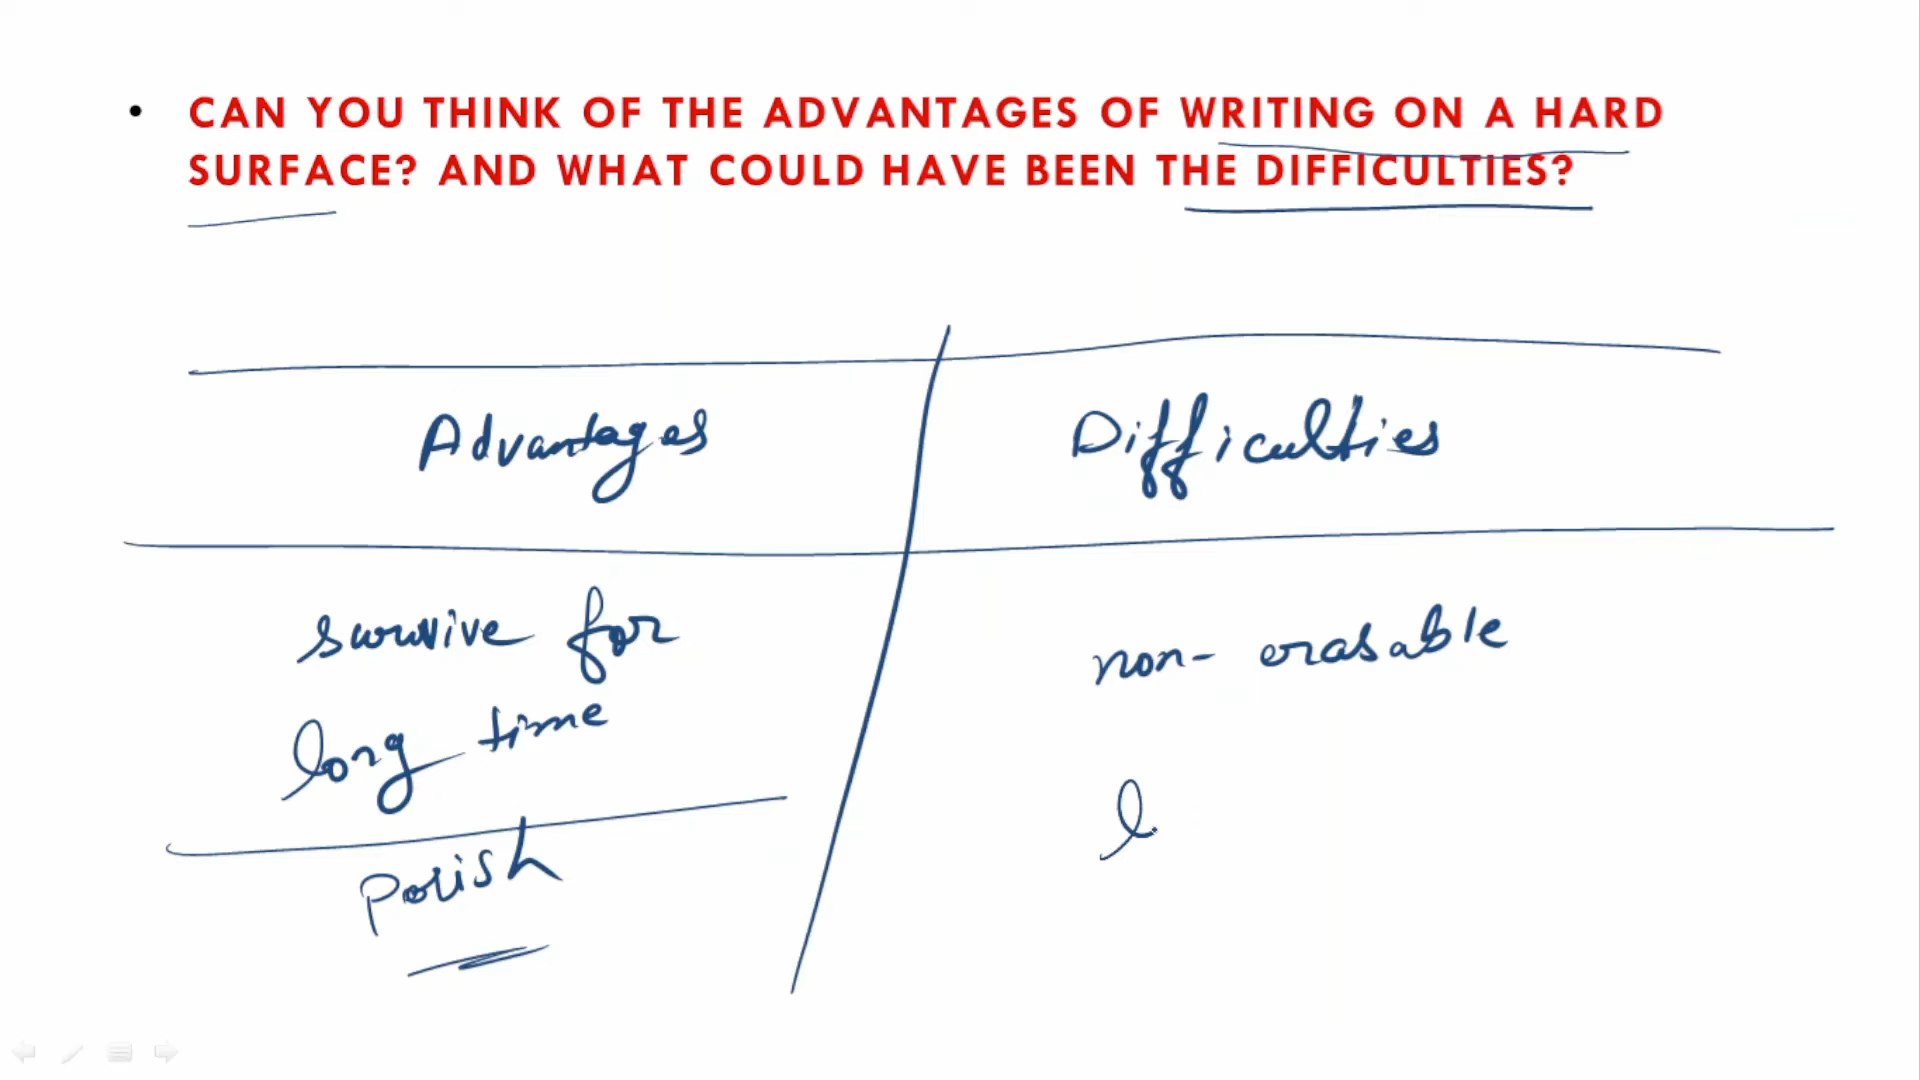 • CAN YOU THINK OF THE ADVANTAGES OF WRITING ON A HARD
SURFACE? AND WHAT COULD HAVE BEEN THE DIFFICULTIES?
Advantages
Difficulties
survive for
long time
non-erasable
Perish
l